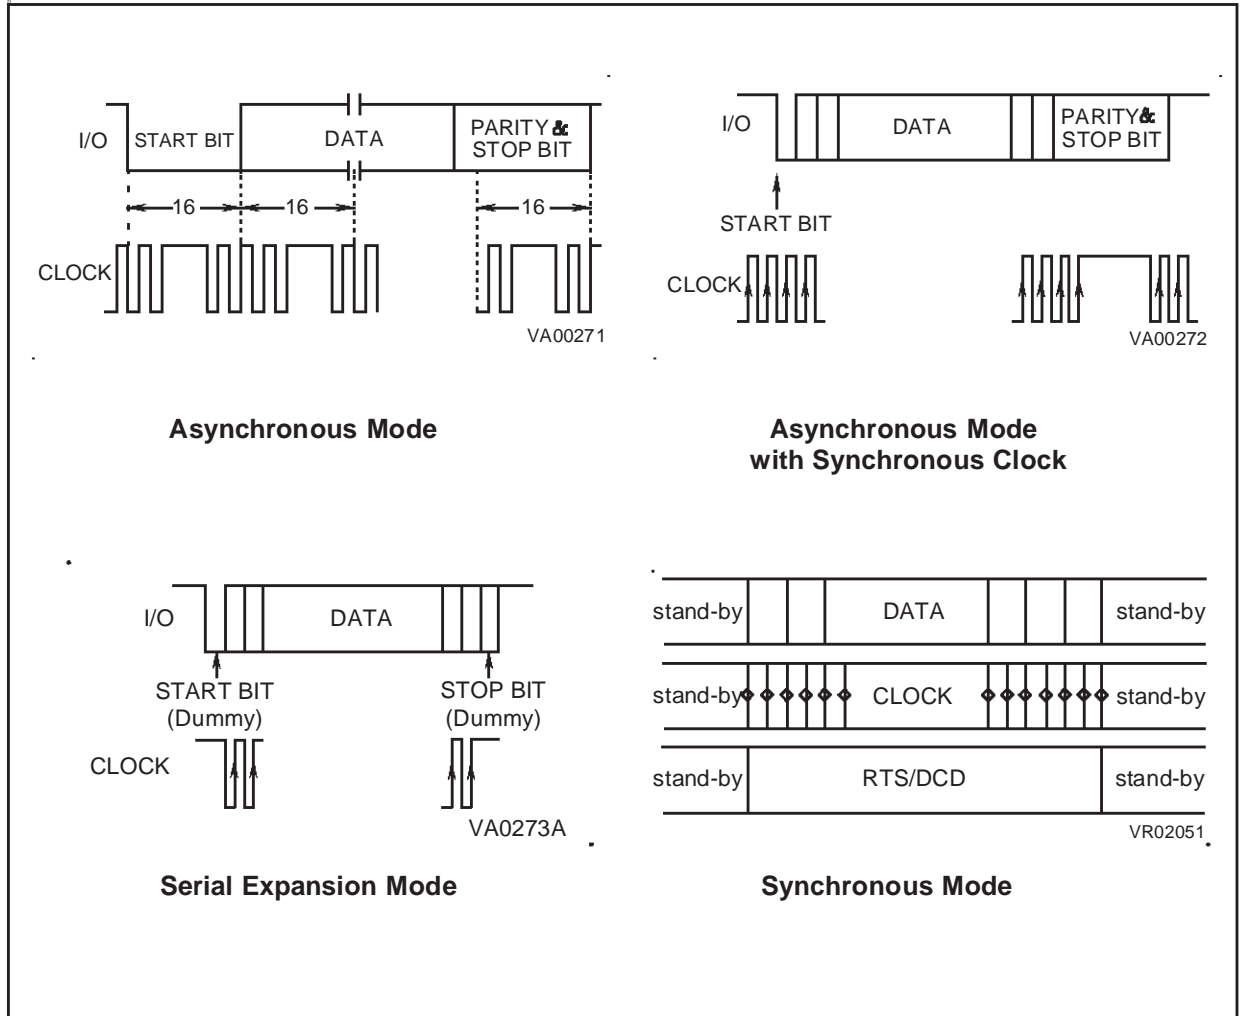 I/O
START BIT
DATA
PARITY &
STOP BIT
16
16
16
CLOCK
VA00271
Asynchronous Mode
I/O
DATA
PARITY &
STOP BIT
START BIT
CLOCK
VA00272
Asynchronous Mode
with Synchronous Clock
I/O
DATA
START BIT
(Dummy)
STOP BIT
(Dummy)
CLOCK
VA0273A
Serial Expansion Mode
stand-by
DATA
stand-by
stand-by
CLOCK
stand-by
stand-by
RTS/DCD
stand-by
VR02051
Synchronous Mode